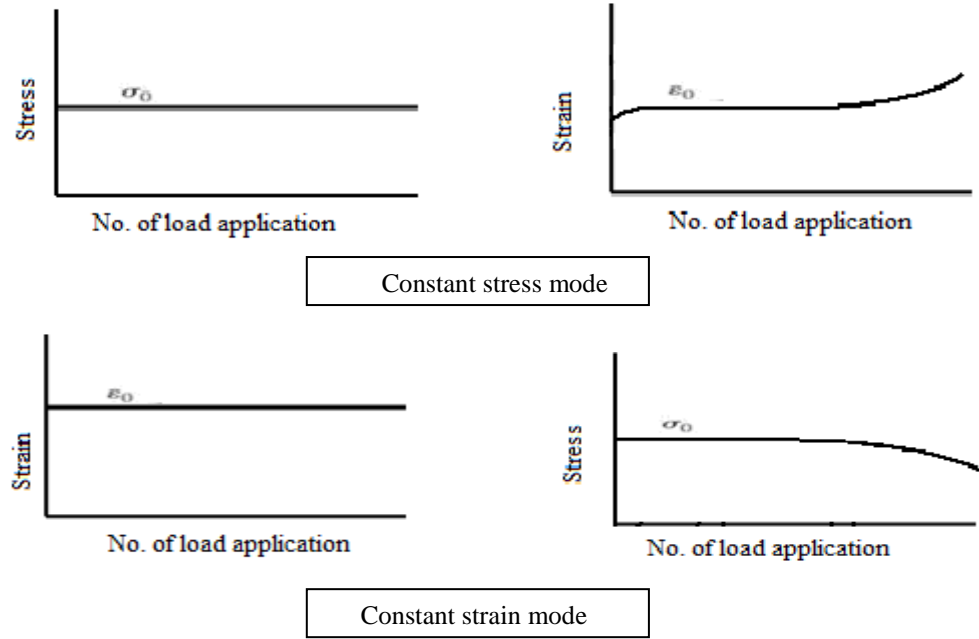 Stress
σ₀
No. of load application
Strain
ε₀
No. of load application
Constant stress mode
Strain
ε₀
No. of load application
Stress
σ₀
No. of load application
Constant strain mode